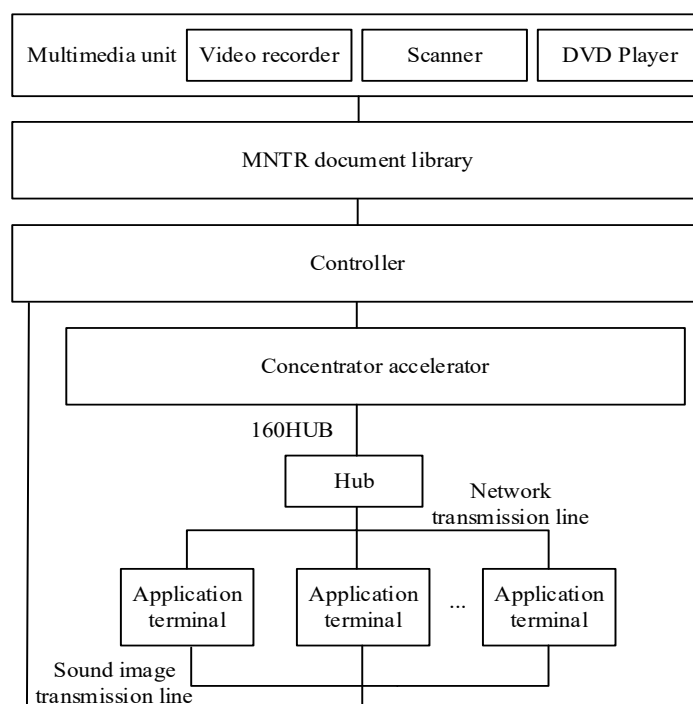 Multimedia unit
Video recorder
Scanner
DVD Player
MNTR document library
Controller
Concentrator accelerator
160HUB
Hub
Network
transmission line
Application
terminal
Application
terminal
...
Application
terminal
Sound image
transmission line